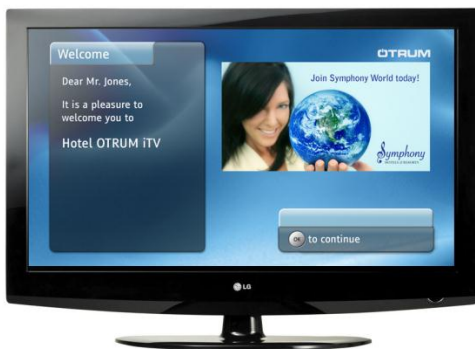 Welcome
OTRUM
Dear Mr. Jones,
It is a pleasure to
welcome you to
Hotel OTRUM iTV
Join Symphony World today!
Symphony
OK to continue
LG